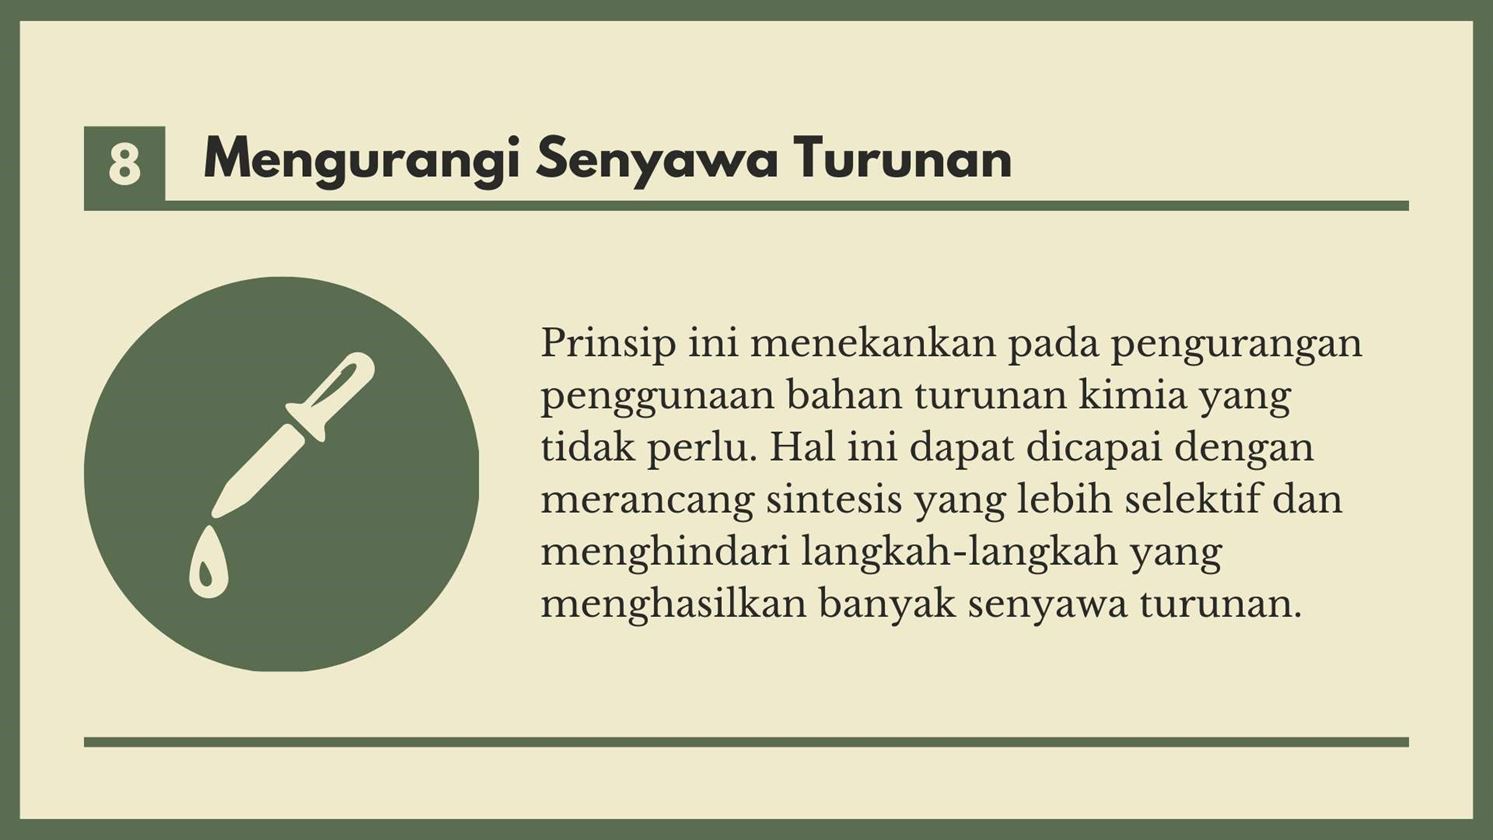 8 Mengurangi Senyawa Turunan
Prinsip ini menekankan pada pengurangan
penggunaan bahan turunan kimia yang
tidak perlu. Hal ini dapat dicapai dengan
merancang sintesis yang lebih selektif dan
menghindari langkah-langkah yang
menghasilkan banyak senyawa turunan.